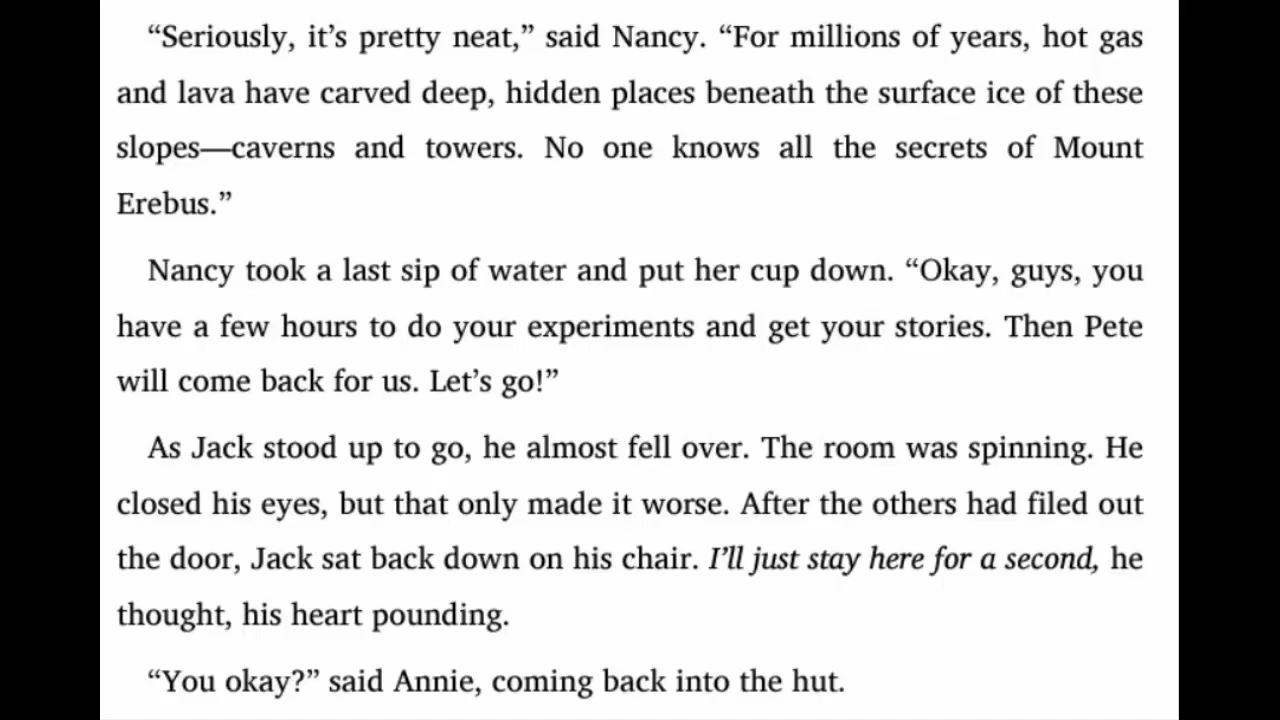 “Seriously, it’s pretty neat,” said Nancy. “For millions of years, hot gas
and lava have carved deep, hidden places beneath the surface ice of these
slopes—caverns and towers. No one knows all the secrets of Mount
Erebus.”
Nancy took a last sip of water and put her cup down. “Okay, guys, you
have a few hours to do your experiments and get your stories. Then Pete
will come back for us. Let’s go!”
As Jack stood up to go, he almost fell over. The room was spinning. He
closed his eyes, but that only made it worse. After the others had filed out
the door, Jack sat back down on his chair. I’ll just stay here for a second, he
thought, his heart pounding.
“You okay?” said Annie, coming back into the hut.